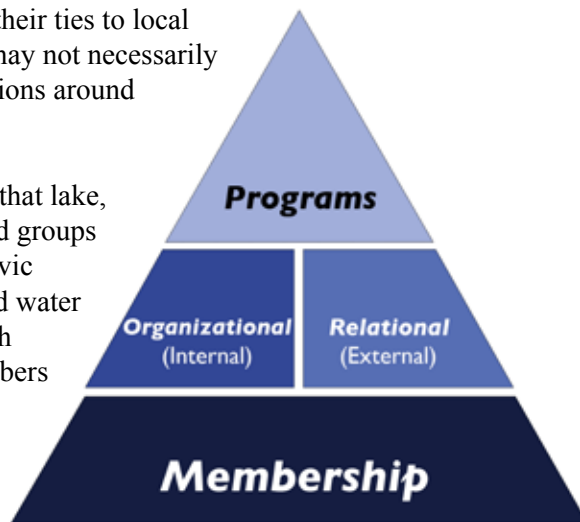 their ties to local
may not necessarily
ions around
that lake,
d groups
vic
d water
h
bers
Programs
Organizational
(Internal)
Relational
(External)
Membership